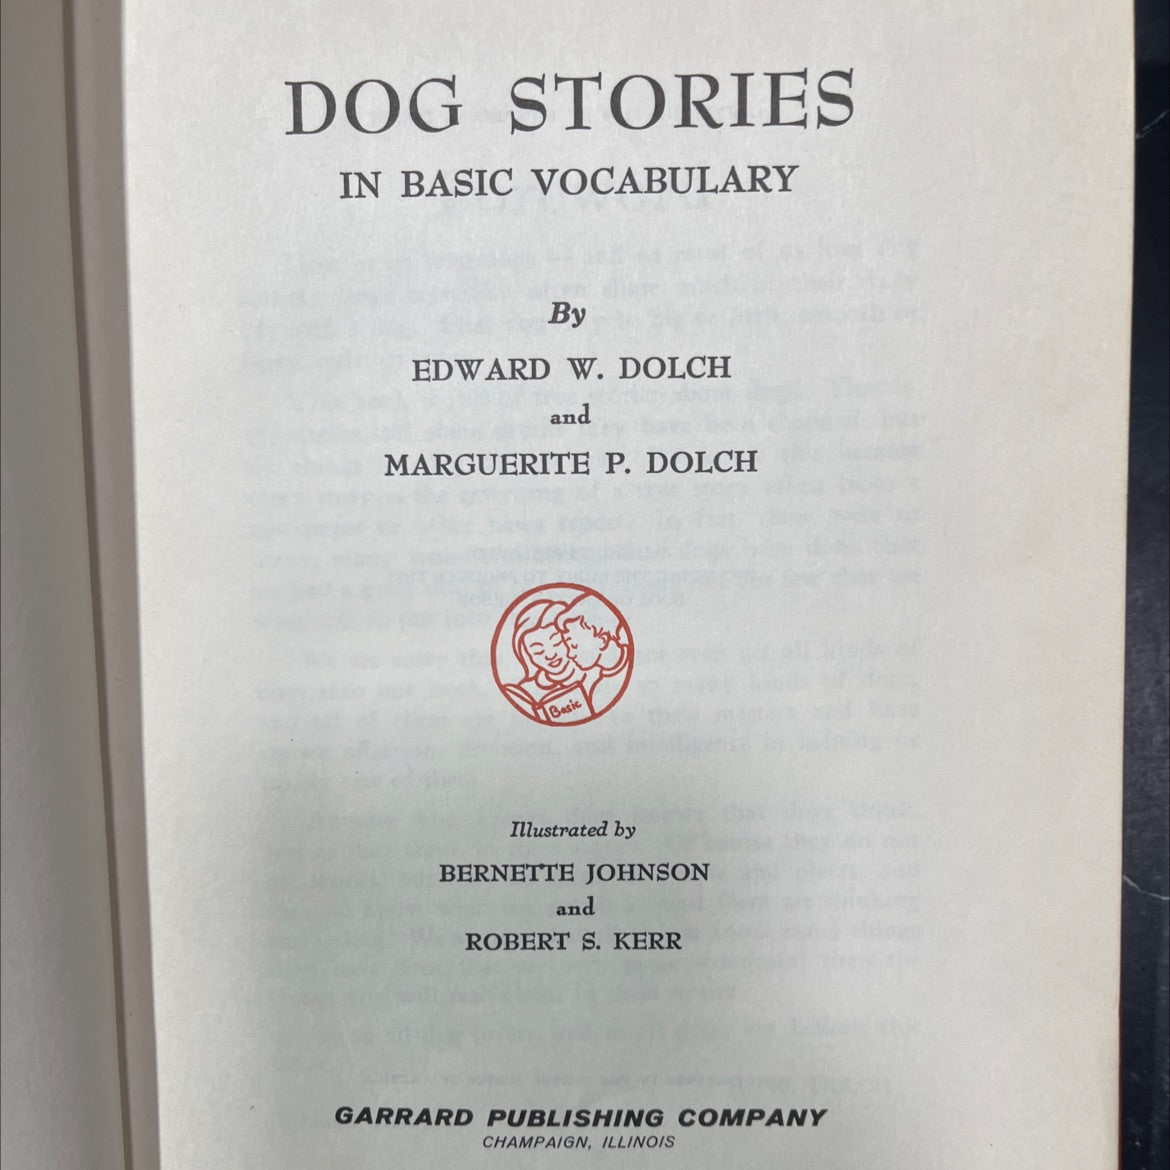 DOG STORIES
IN BASIC VOCABULARY
By
EDWARD W. DOLCH
and
MARGUERITE P. DOLCH
Basic
Illustrated by
BERNETTE JOHNSON
and
ROBERT S. KERR
GARRARD PUBLISHING COMPANY
CHAMPAIGN, ILLINOIS